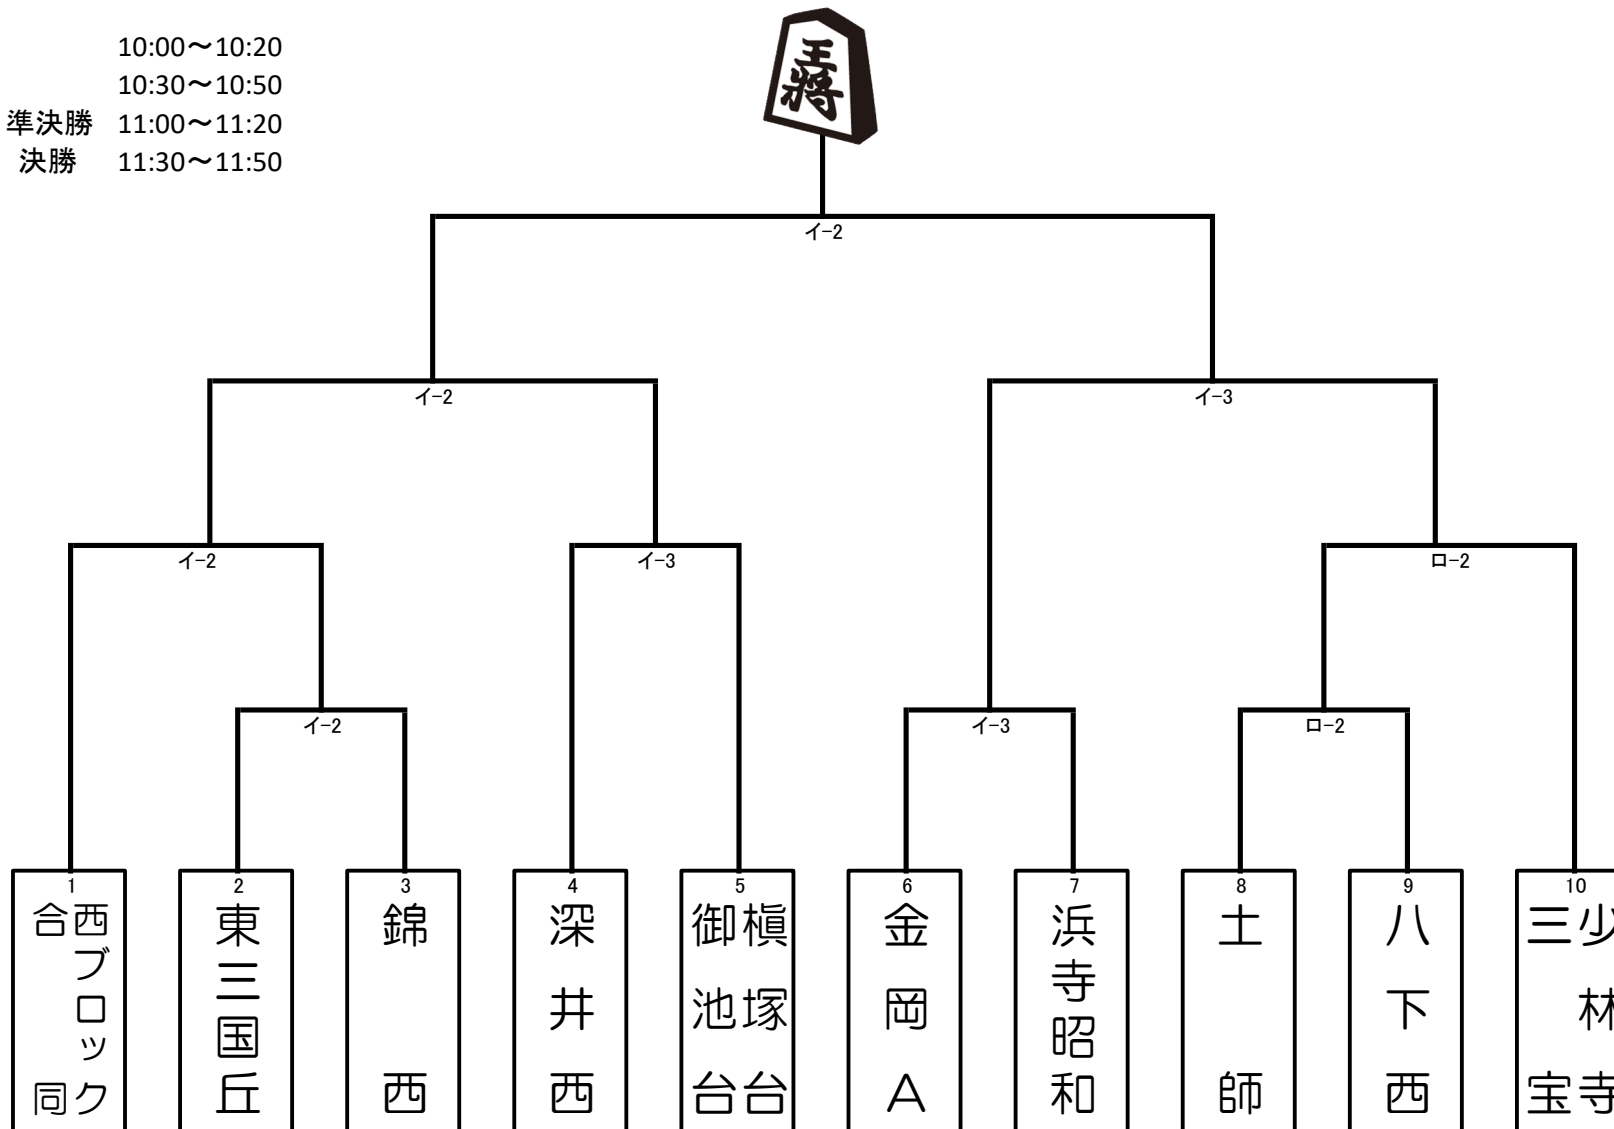 10:00～10:20
10:30～10:50
準決勝 11:00～11:20
決勝 11:30～11:50
王將
イ-2
イ-2
イ-3
イ-2
イ-3
ロ-2
イ-2
イ-3
ロ-2
1
西ブロック
合同
2
東三国丘
3
錦西
4
深井西
5
槇塚台
御池台
6
金岡A
7
浜寺昭和
8
土師
9
八下西
10
少林寺
三宝